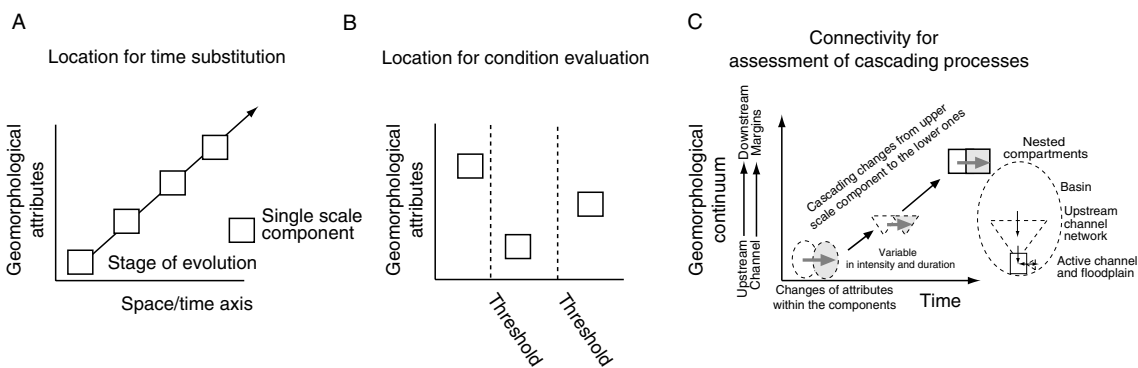 A
Location for time substitution
Geomorphological
attributes
Single scale
component
Stage of evolution
Space/time axis
B
Location for condition evaluation
Geomorphological
attributes
Threshold
Threshold
C
Connectivity for
assessment of cascading processes
Geomorphological
continuum
Upstream
Downstream
Channel
Margins
Cascading changes from upper
scale component to the lower ones
Variable
in intensity and duration
Changes of attributes
within the components
Time
Nested
compartments
Basin
Upstream
channel
network
Active channel
and floodplain